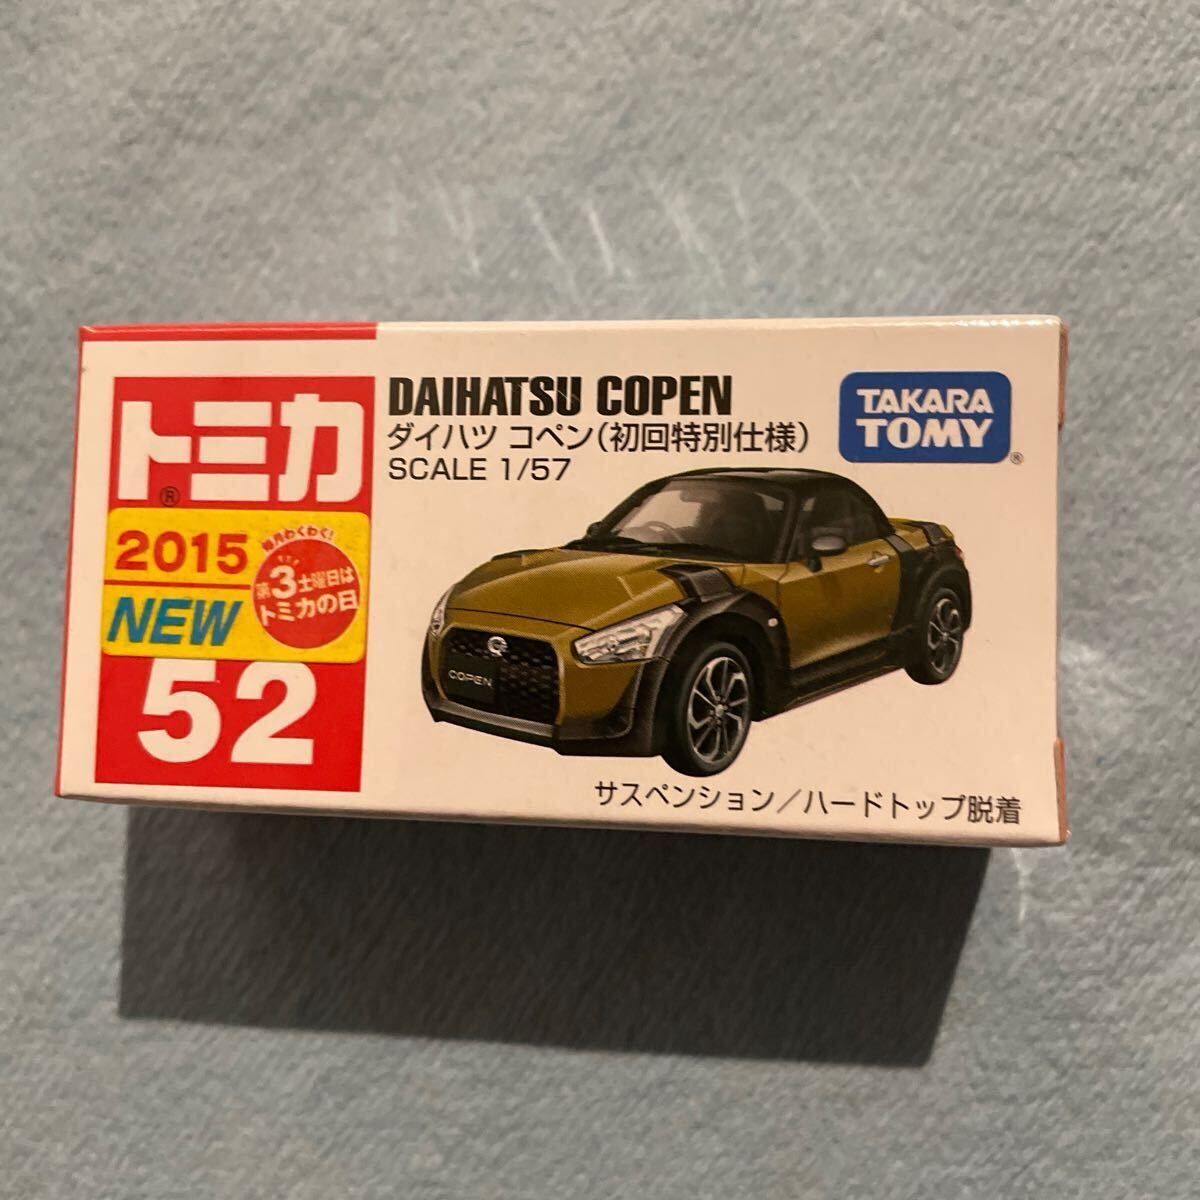 トミカ
®
2015
NEW
毎月わくわく!
第3土曜日は
トミカの日
52
DAIHATSU COPEN
ダイハツ コペン(初回特別仕様)
SCALE 1/57
TAKARA
TOMY
®
COPEN
サスペンション/ハードトップ脱着